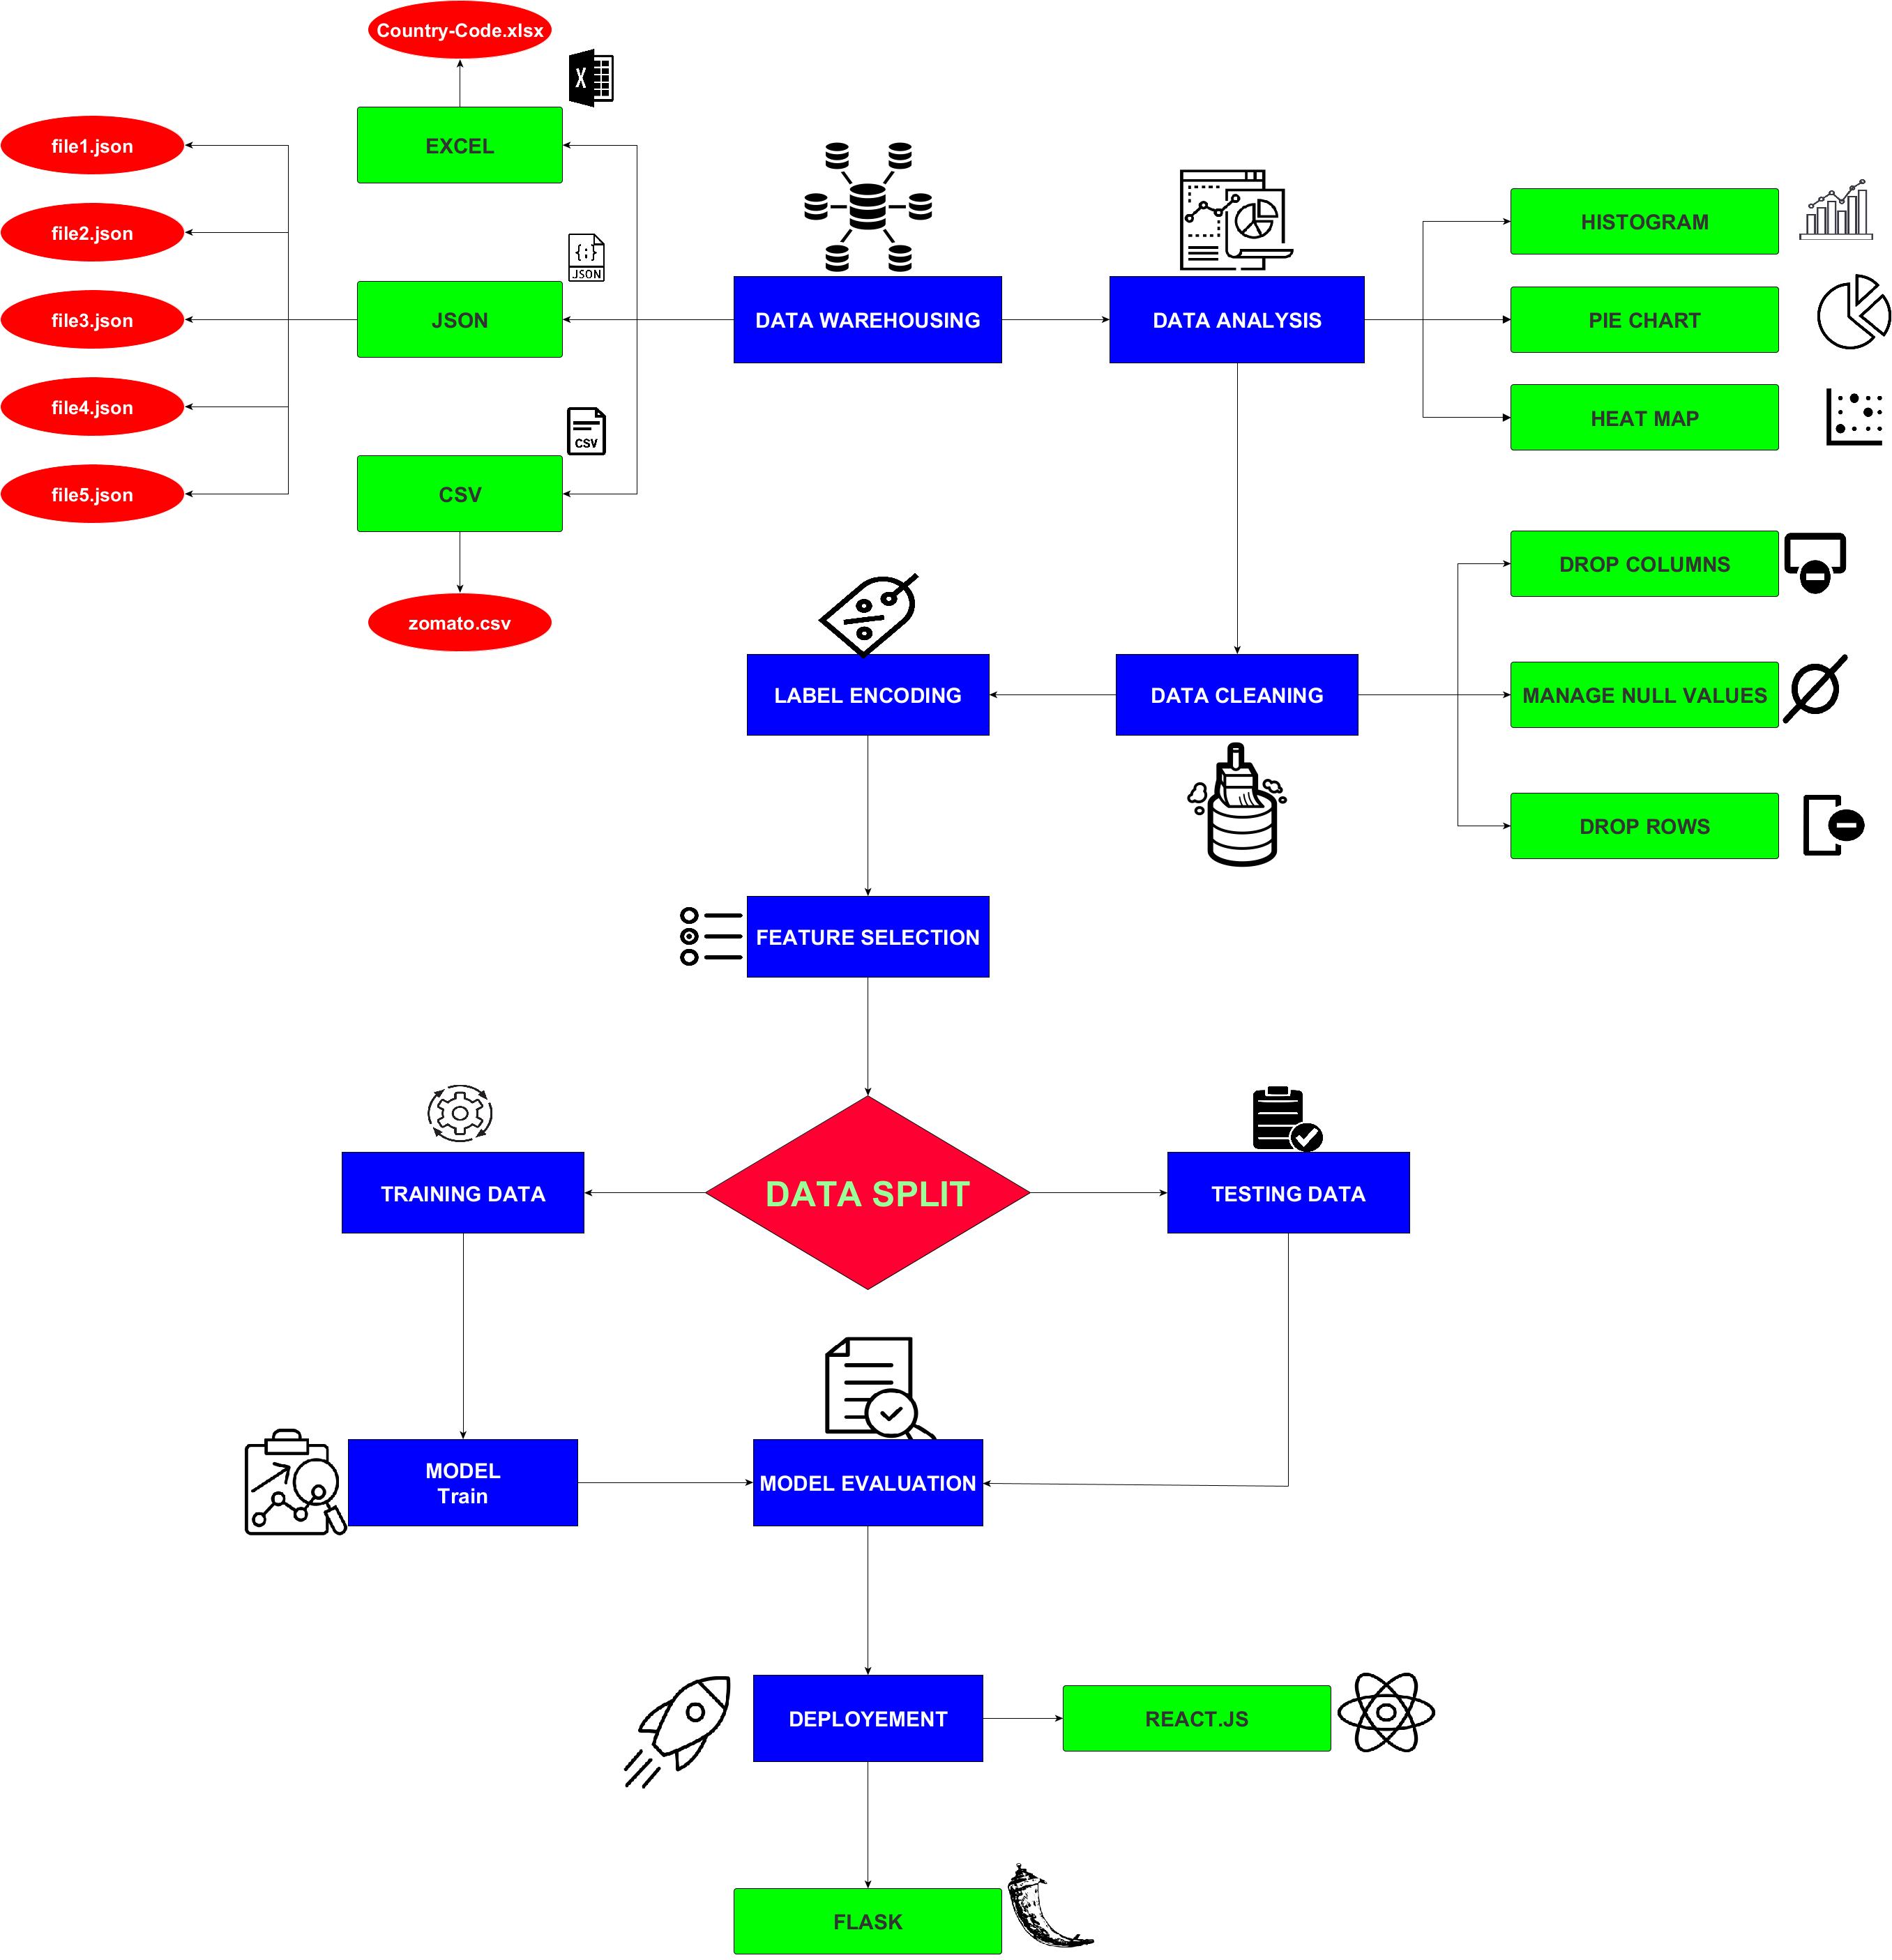 Country-Code.xlsx
X
EXCEL
file1.json
file2.json
{;}
JSON
JSON
file3.json
file4.json
CSV
CSV
file5.json
zomato.csv
DATA WAREHOUSING
DATA ANALYSIS
HISTOGRAM
PIE CHART
HEAT MAP
DROP COLUMNS
LABEL ENCODING
DATA CLEANING
MANAGE NULL VALUES
DROP ROWS
FEATURE SELECTION
TRAINING DATA
DATA SPLIT
TESTING DATA
MODEL
Train
MODEL EVALUATION
DEPLOYEMENT
REACT.JS
FLASK